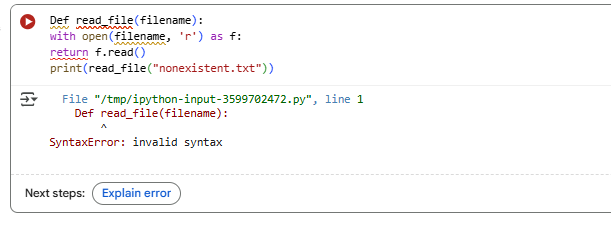 Def read_file(filename):
with open(filename, 'r') as f:
return f.read()
print(read_file("nonexistent.txt"))
File "/tmp/ipython-input-3599702472.py", line 1
Def read_file(filename):
^
SyntaxError: invalid syntax
Next steps: Explain error